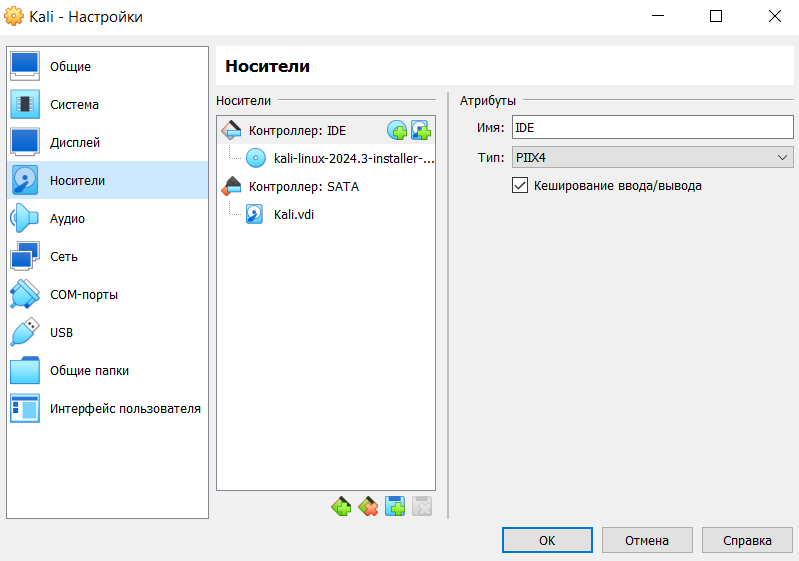 Kali - Настройки
Общие
Система
Дисплей
Носители
Аудио
Сеть
COM-порты
USB
Общие папки
Интерфейс пользователя
Носители
Носители
Контроллер: IDE
kali-linux-2024.3-installer-...
Контроллер: SATA
Kali.vdi
Атрибуты
Имя: IDE
Тип: PIIX4
Кеширование ввода/вывода
OK Отмена Справка